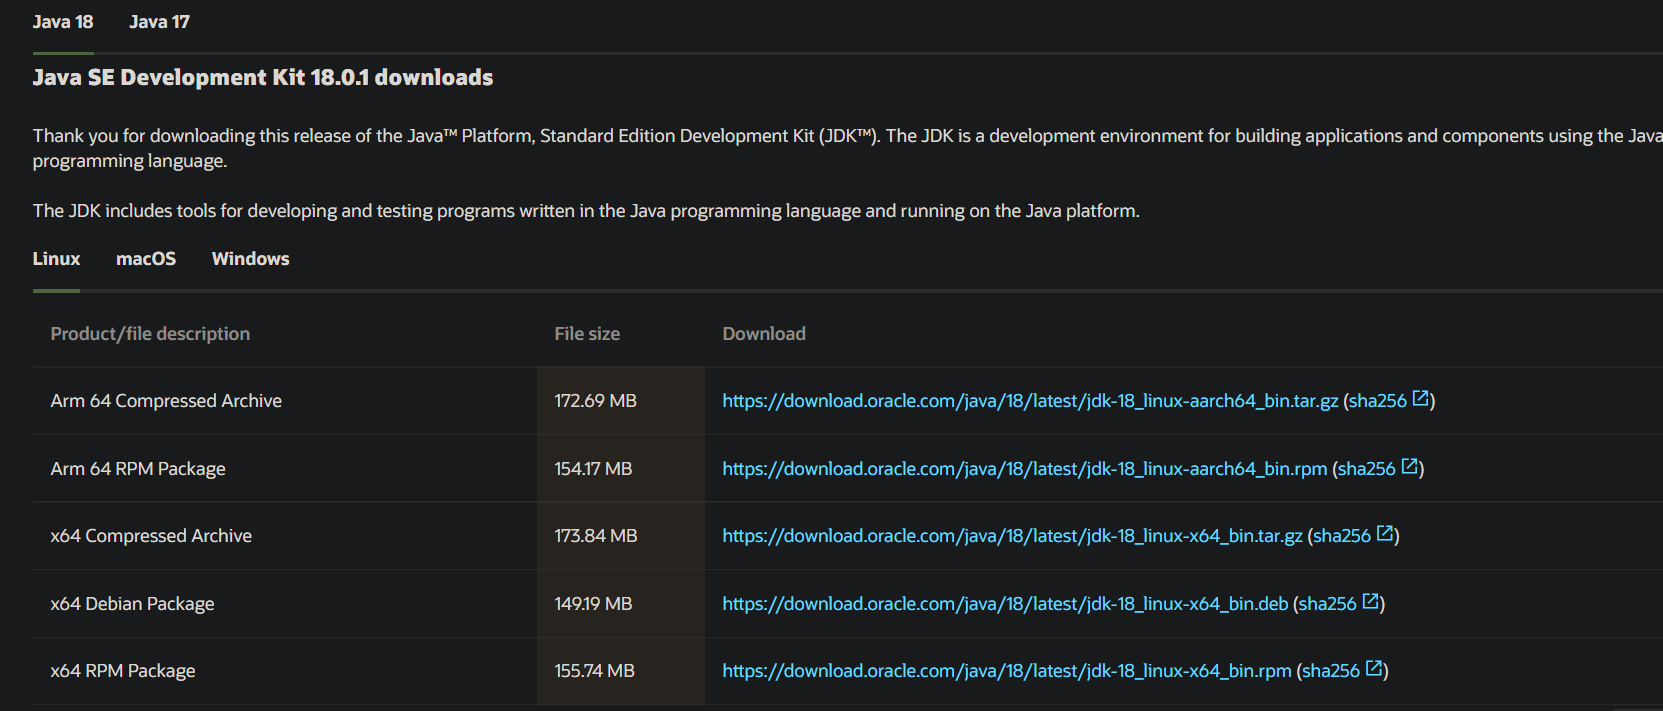 Java 18 Java 17
Java SE Development Kit 18.0.1 downloads
Thank you for downloading this release of the Java™ Platform, Standard Edition Development Kit (JDK™). The JDK is a development environment for building applications and components using the Java
programming language.
The JDK includes tools for developing and testing programs written in the Java programming language and running on the Java platform.
Linux macOS Windows
Product/file description File size Download
Arm 64 Compressed Archive 172.69 MB https://download.oracle.com/java/18/latest/jdk-18_linux-aarch64_bin.tar.gz (sha256)
Arm 64 RPM Package 154.17 MB https://download.oracle.com/java/18/latest/jdk-18_linux-aarch64_bin.rpm (sha256)
x64 Compressed Archive 173.84 MB https://download.oracle.com/java/18/latest/jdk-18_linux-x64_bin.tar.gz (sha256)
x64 Debian Package 149.19 MB https://download.oracle.com/java/18/latest/jdk-18_linux-x64_bin.deb (sha256)
x64 RPM Package 155.74 MB https://download.oracle.com/java/18/latest/jdk-18_linux-x64_bin.rpm (sha256)